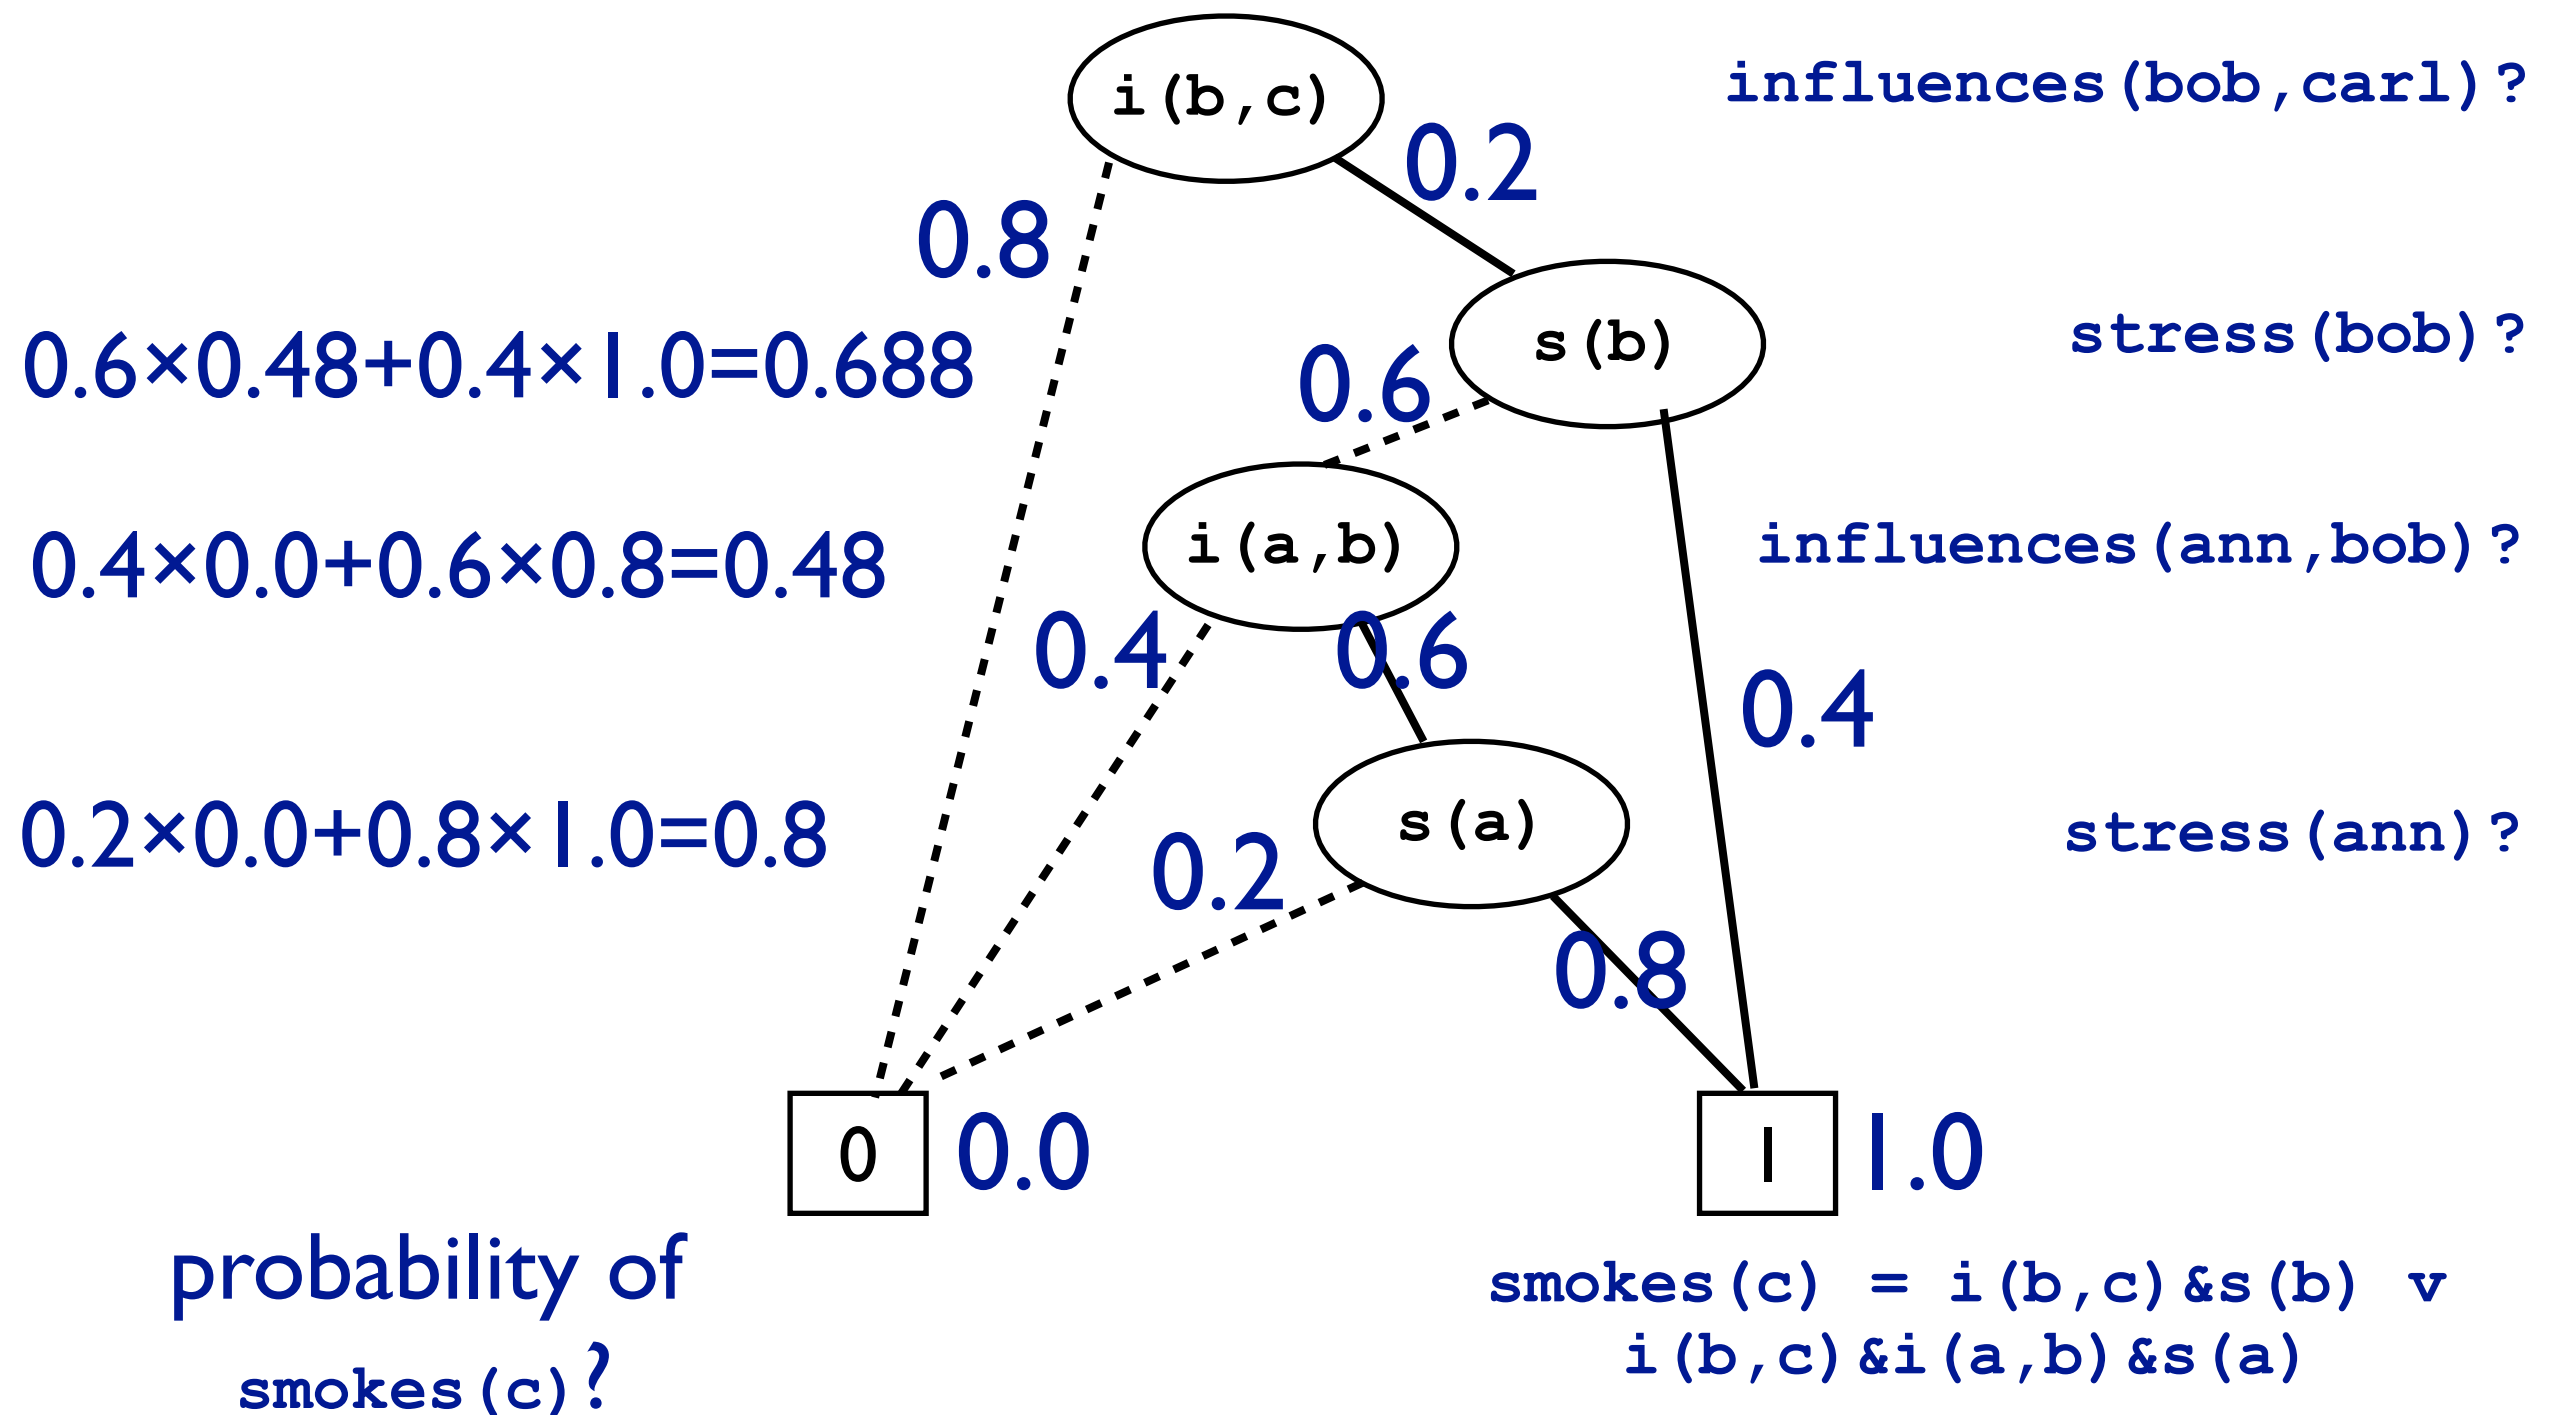 i(b,c)
influences(bob,carl)?
0.2
0.8
s(b)
stress(bob)?
0.6×0.48+0.4×1.0=0.688
0.6
i(a,b)
influences(ann,bob)?
0.4×0.0+0.6×0.8=0.48
0.4
0.6
0.4
s(a)
stress(ann)?
0.2×0.0+0.8×1.0=0.8
0.2
0.8
0
0.0
1
1.0
probability of
smokes(c)?
smokes(c) = i(b,c)&s(b) v
i(b,c)&i(a,b)&s(a)